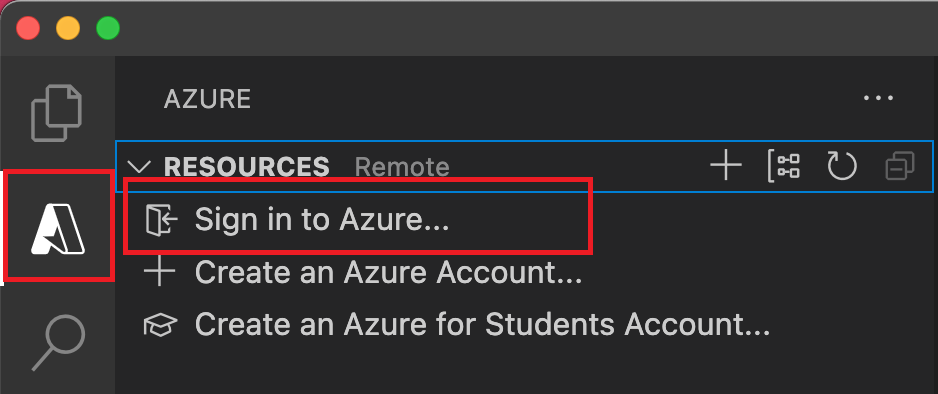 AZURE
RESOURCES Remote
Sign in to Azure...
Create an Azure Account...
Create an Azure for Students Account...